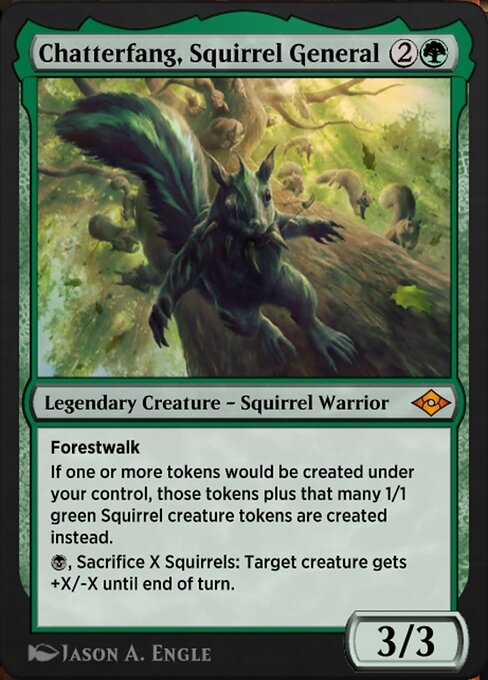 Chatterfang, Squirrel General 2
Legendary Creature – Squirrel Warrior
Forestwalk
If one or more tokens would be created under
your control, those tokens plus that many 1/1
green Squirrel creature tokens are created
instead.
, Sacrifice X Squirrels: Target creature gets
+X/-X until end of turn.
3/3
Jason A. Engle